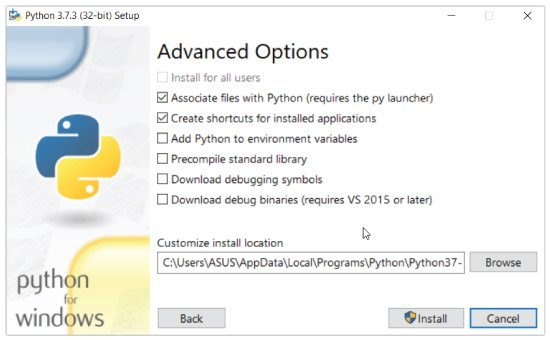 Python 3.7.3 (32-bit) Setup
Advanced Options
Install for all users
Associate files with Python (requires the py launcher)
Create shortcuts for installed applications
Add Python to environment variables
Precompile standard library
Download debugging symbols
Download debug binaries (requires VS 2015 or later)
Customize install location
C:\Users\ASUS\AppData\Local\Programs\Python\Python37- Browse
python
for
windows
Back Install Cancel